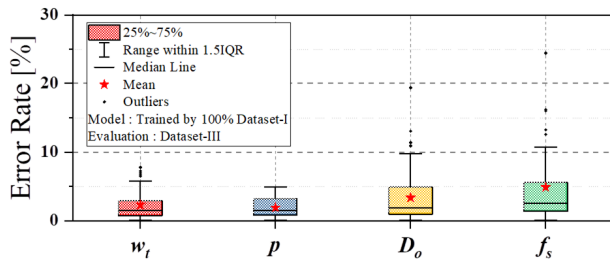 Error Rate [%]
30
20
10
0
25%~75%
Range within 1.5IQR
Median Line
Mean
Outliers
Model : Trained by 100% Dataset-I
Evaluation : Dataset-III
w_t
p
D_o
f_s